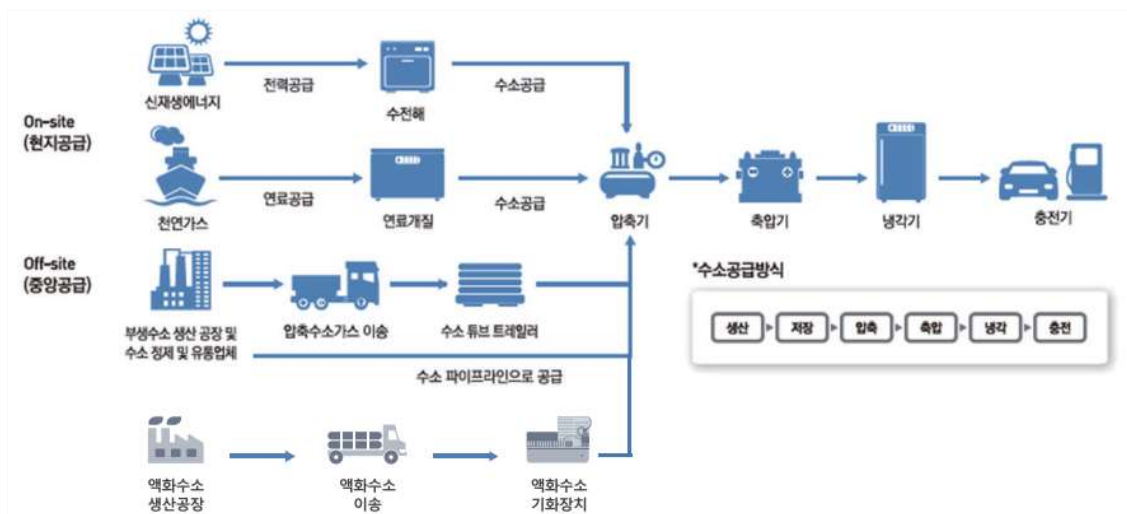 신재생에너지
전력공급
수전해
수소공급
On-site
(현지공급)
천연가스
연료공급
연료개질
수소공급
압축기
축압기
냉각기
충전기
Off-site
(중앙공급)
부생수소 생산 공장 및
수소 정제 및 유통업체
압축수소가스 이송
수소 튜브 트레일러
수소 파이프라인으로 공급
*수소공급방식
생산 저장 압축 축압 냉각 충전
액화수소
생산공장
액화수소
이송
액화수소
기화장치